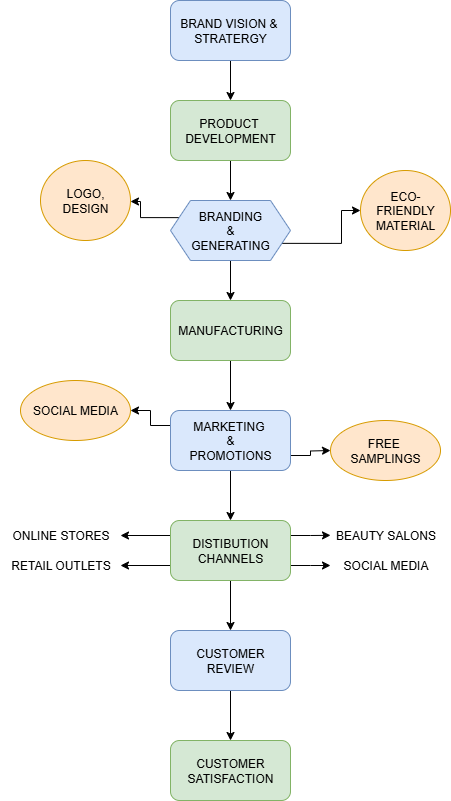 BRAND VISION &
STRATERGY
PRODUCT
DEVELOPMENT
LOGO,
DESIGN
BRANDING
&
GENERATING
ECO-
FRIENDLY
MATERIAL
MANUFACTURING
SOCIAL MEDIA
MARKETING
&
PROMOTIONS
FREE
SAMPLINGS
ONLINE STORES
RETAIL OUTLETS
DISTIBUTION
CHANNELS
BEAUTY SALONS
SOCIAL MEDIA
CUSTOMER
REVIEW
CUSTOMER
SATISFACTION